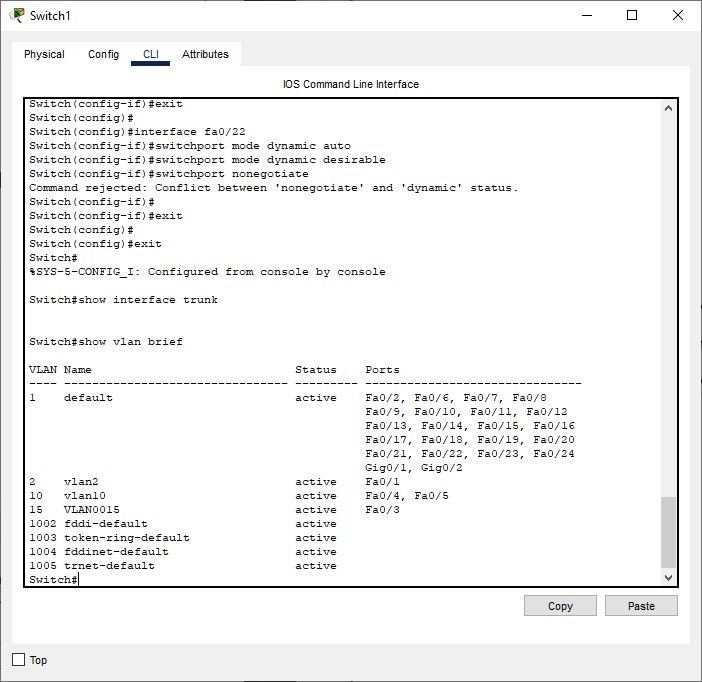 Switch1
Physical Config CLI Attributes
IOS Command Line Interface
Switch(config-if)#exit
Switch(config)#
Switch(config)#interface fa0/22
Switch(config-if)#switchport mode dynamic auto
Switch(config-if)#switchport mode dynamic desirable
Switch(config-if)#switchport nonegotiate
Command rejected: Conflict between 'nonegotiate' and 'dynamic' status.
Switch(config-if)#
Switch(config-if)#exit
Switch(config)#
Switch(config)#exit
Switch#
%SYS-5-CONFIG_I: Configured from console by console
Switch#show interface trunk
Switch#show vlan brief
VLAN Name                             Status    Ports
---- -------------------------------- --------- -------------------------------
1    default                          active    Fa0/2, Fa0/6, Fa0/7, Fa0/8
                                                Fa0/9, Fa0/10, Fa0/11, Fa0/12
                                                Fa0/13, Fa0/14, Fa0/15, Fa0/16
                                                Fa0/17, Fa0/18, Fa0/19, Fa0/20
                                                Fa0/21, Fa0/22, Fa0/23, Fa0/24
                                                Gig0/1, Gig0/2
2    vlan2                            active    Fa0/1
10   vlan10                           active    Fa0/4, Fa0/5
15   VLAN0015                         active    Fa0/3
1002 fddi-default                     active
1003 token-ring-default               active
1004 fddinet-default                  active
1005 trnet-default                    active
Switch#
Copy Paste
Top